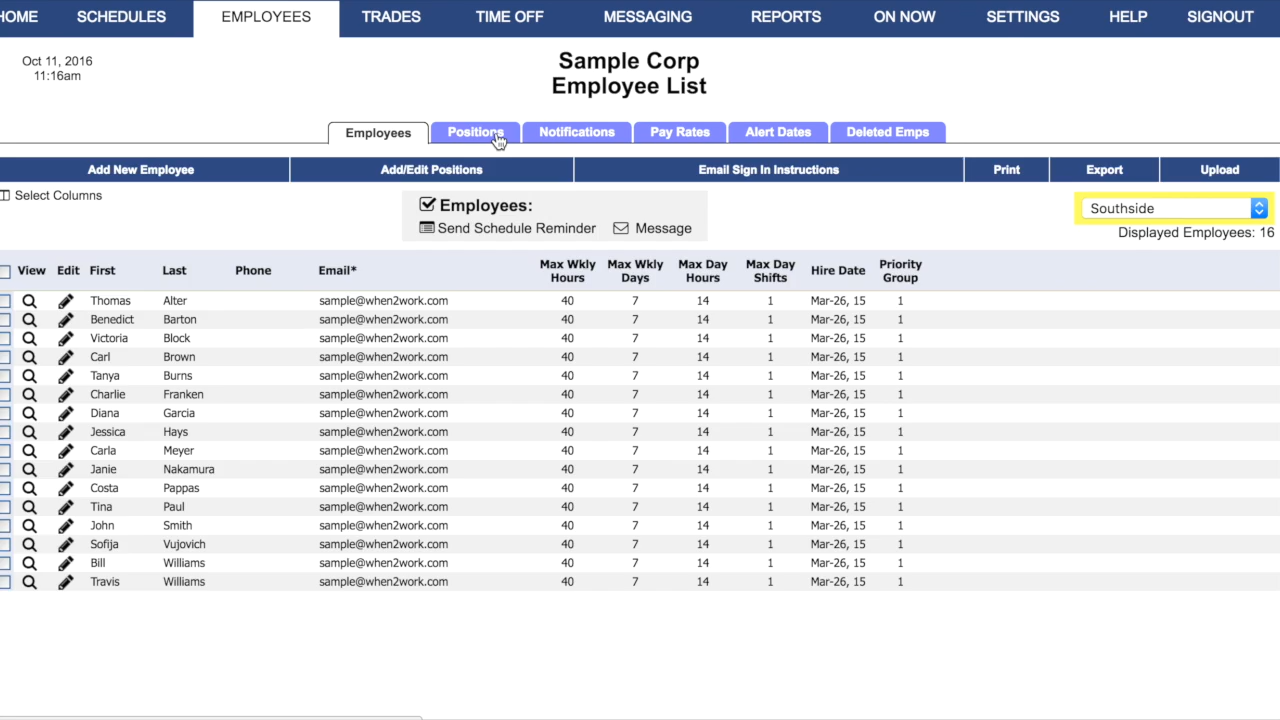 HOME SCHEDULES EMPLOYEES TRADES TIME OFF MESSAGING REPORTS ON NOW SETTINGS HELP SIGNOUT
Oct 11, 2016
11:16am
Sample Corp
Employee List
Employees Positions Notifications Pay Rates Alert Dates Deleted Emps
Add New Employee Add/Edit Positions Email Sign In Instructions Print Export Upload
Select Columns
Employees:
Send Schedule Reminder Message
Southside
Displayed Employees: 16
View Edit First Last Phone Email* Max Wkly Hours Max Wkly Days Max Day Hours Max Day Shifts Hire Date Priority Group
Thomas Alter sample@when2work.com 40 7 14 1 Mar-26, 15 1
Benedict Barton sample@when2work.com 40 7 14 1 Mar-26, 15 1
Victoria Block sample@when2work.com 40 7 14 1 Mar-26, 15 1
Carl Brown sample@when2work.com 40 7 14 1 Mar-26, 15 1
Tanya Burns sample@when2work.com 40 7 14 1 Mar-26, 15 1
Charlie Franken sample@when2work.com 40 7 14 1 Mar-26, 15 1
Diana Garcia sample@when2work.com 40 7 14 1 Mar-26, 15 1
Jessica Hays sample@when2work.com 40 7 14 1 Mar-26, 15 1
Carla Meyer sample@when2work.com 40 7 14 1 Mar-26, 15 1
Janie Nakamura sample@when2work.com 40 7 14 1 Mar-26, 15 1
Costa Pappas sample@when2work.com 40 7 14 1 Mar-26, 15 1
Tina Paul sample@when2work.com 40 7 14 1 Mar-26, 15 1
John Smith sample@when2work.com 40 7 14 1 Mar-26, 15 1
Sofija Vujovich sample@when2work.com 40 7 14 1 Mar-26, 15 1
Bill Williams sample@when2work.com 40 7 14 1 Mar-26, 15 1
Travis Williams sample@when2work.com 40 7 14 1 Mar-26, 15 1